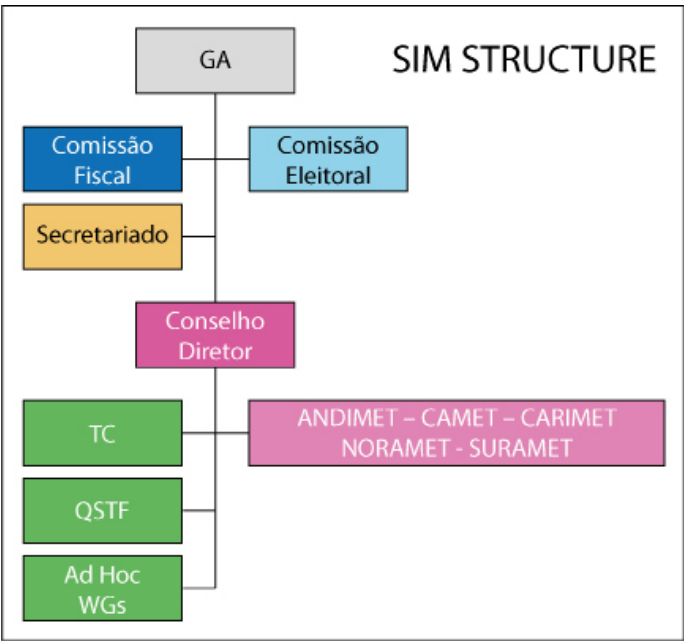 GA
SIM STRUCTURE
Comissão
Fiscal
Comissão
Eleitoral
Secretariado
Conselho
Diretor
TC
ANDIMET – CAMET – CARIMET
NORAMET - SURAMET
QSTF
Ad Hoc
WGs